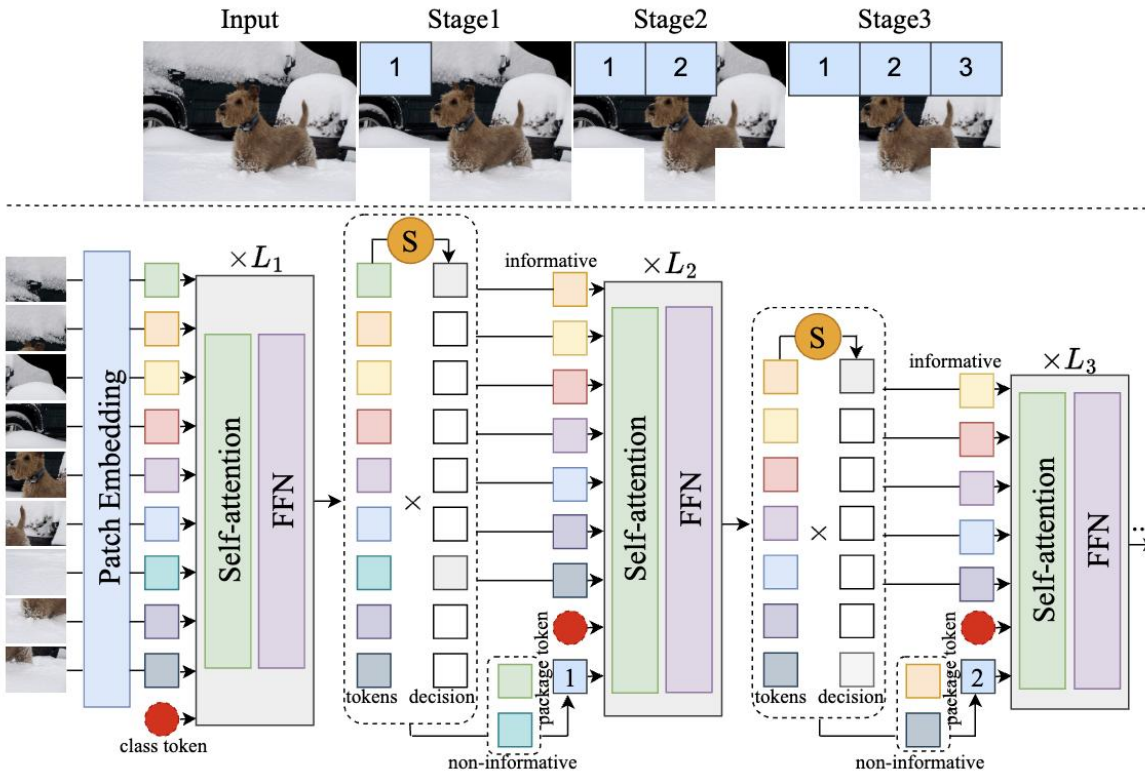 Input Stage1 Stage2 Stage3
1 1 2 1 2 3
×L1
S
informative
×L2
S
informative
×L3
Patch Embedding
Self-attention
FFN
×
Self-attention
FFN
×
Self-attention
FFN
...
tokens decision
package token
1
tokens decision
package token
2
class token
non-informative
non-informative